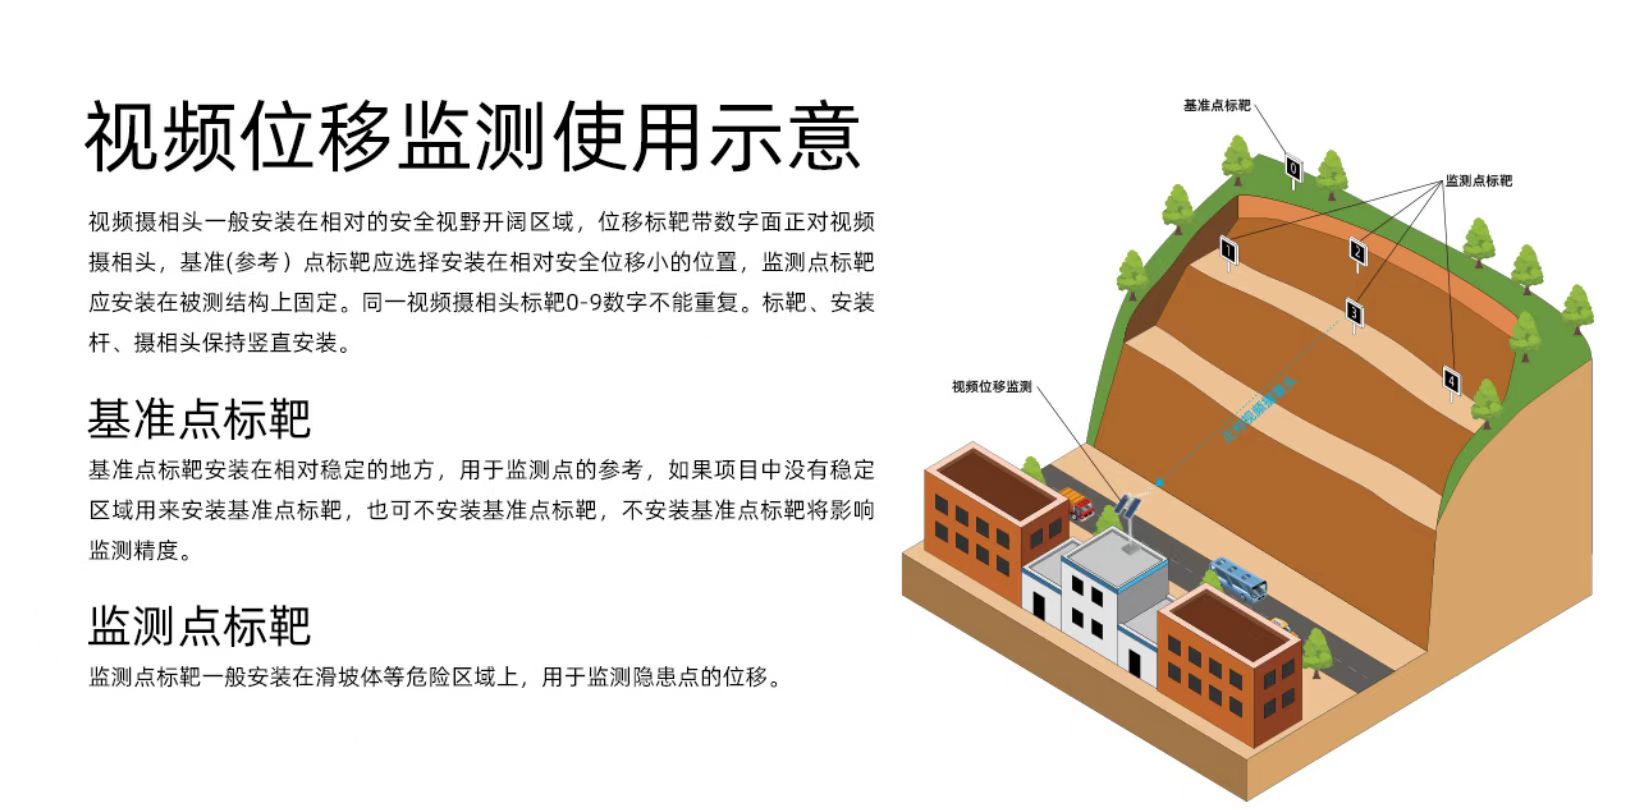 视频位移监测使用示意
视频摄相头一般安装在相对的安全视野开阔区域，位移标靶带数字面正对视频
摄相头，基准(参考）点标靶应选择安装在相对安全位移小的位置，监测点标靶
应安装在被测结构上固定。同一视频摄相头标靶0-9数字不能重复。标靶、安装
杆、摄相头保持竖直安装。
基准点标靶
基准点标靶安装在相对稳定的地方，用于监测点的参考，如果项目中没有稳定
区域用来安装基准点标靶，也可不安装基准点标靶，不安装基准点标靶将影响
监测精度。
监测点标靶
监测点标靶一般安装在滑坡体等危险区域上，用于监测隐患点的位移。
基准点标靶
0
监测点标靶
1
2
3
4
视频位移监测
正对视频摄像头